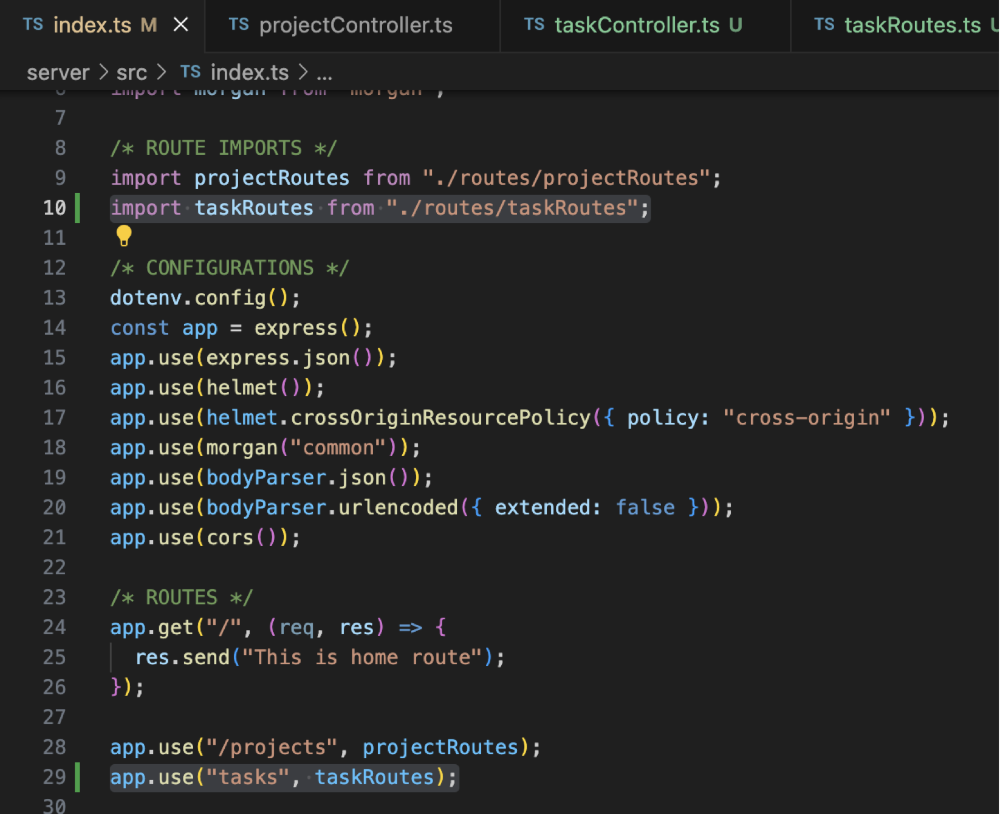 TS index.ts M × TS projectController.ts TS taskController.ts U TS taskRoutes.ts U
server > src > TS index.ts > ...
6 import morgan from "morgan";
7
8 /* ROUTE IMPORTS */
9 import projectRoutes from "./routes/projectRoutes";
10 import taskRoutes from "./routes/taskRoutes";
11
12 /* CONFIGURATIONS */
13 dotenv.config();
14 const app = express();
15 app.use(express.json());
16 app.use(helmet());
17 app.use(helmet.crossOriginResourcePolicy({ policy: "cross-origin" }));
18 app.use(morgan("common"));
19 app.use(bodyParser.json());
20 app.use(bodyParser.urlencoded({ extended: false }));
21 app.use(cors());
22
23 /* ROUTES */
24 app.get("/", (req, res) => {
25   res.send("This is home route");
26 });
27
28 app.use("/projects", projectRoutes);
29 app.use("tasks", taskRoutes);
30